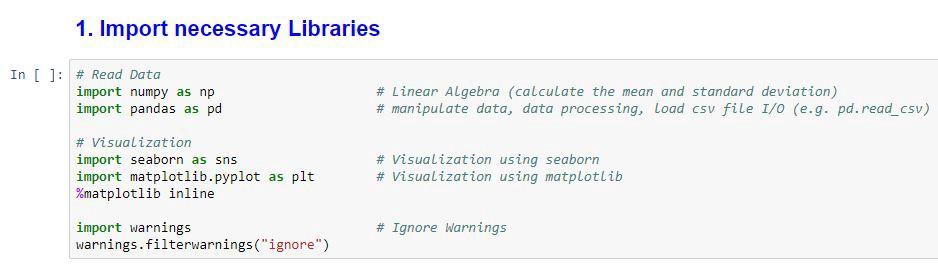 1. Import necessary Libraries
In [ ]: # Read Data
import numpy as np # Linear Algebra (calculate the mean and standard deviation)
import pandas as pd # manipulate data, data processing, load csv file I/O (e.g. pd.read_csv)
# Visualization
import seaborn as sns # Visualization using seaborn
import matplotlib.pyplot as plt # Visualization using matplotlib
%matplotlib inline
import warnings # Ignore Warnings
warnings.filterwarnings("ignore")